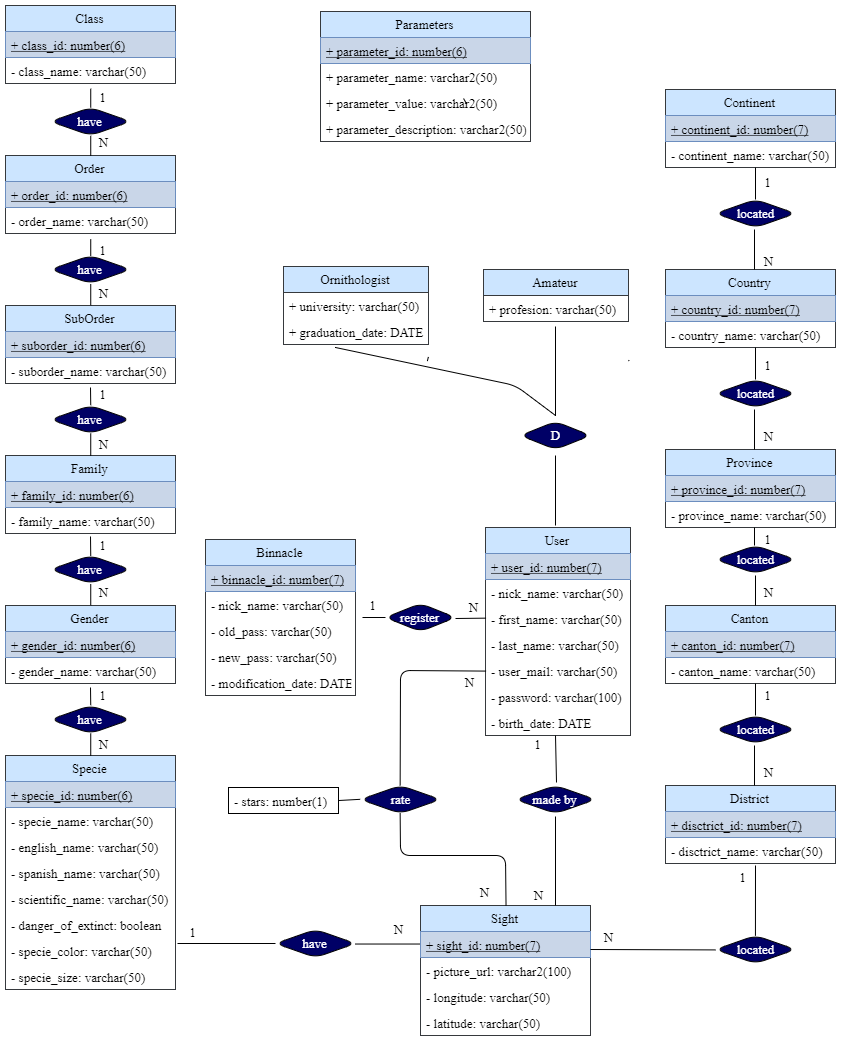 Class
+ class_id: number(6)
- class_name: varchar(50)
1
have
N
Order
+ order_id: number(6)
- order_name: varchar(50)
1
have
N
SubOrder
+ suborder_id: number(6)
- suborder_name: varchar(50)
1
have
N
Family
+ family_id: number(6)
- family_name: varchar(50)
1
have
N
Gender
+ gender_id: number(6)
- gender_name: varchar(50)
1
have
N
Specie
+ specie_id: number(6)
- specie_name: varchar(50)
- english_name: varchar(50)
- spanish_name: varchar(50)
- scientific_name: varchar(50)
- danger_of_extinct: boolean
- specie_color: varchar(50)
- specie_size: varchar(50)
1
have
N
Parameters
+ parameter_id: number(6)
+ parameter_name: varchar2(50)
+ parameter_value: varchar2(50)
+ parameter_description: varchar2(50)
Ornithologist
+ university: varchar(50)
+ graduation_date: DATE
Amateur
+ profesion: varchar(50)
D
Binnacle
+ binnacle_id: number(7)
- nick_name: varchar(50)
- old_pass: varchar(50)
- new_pass: varchar(50)
- modification_date: DATE
1
register
N
User
+ user_id: number(7)
- nick_name: varchar(50)
- first_name: varchar(50)
- last_name: varchar(50)
- user_mail: varchar(50)
- password: varchar(100)
- birth_date: DATE
N
1
- stars: number(1)
rate
made by
N
N
Sight
+ sight_id: number(7)
- picture_url: varchar2(100)
- longitude: varchar(50)
- latitude: varchar(50)
Continent
+ continent_id: number(7)
- continent_name: varchar(50)
1
located
N
Country
+ country_id: number(7)
- country_name: varchar(50)
1
located
N
Province
+ province_id: number(7)
- province_name: varchar(50)
1
located
N
Canton
+ canton_id: number(7)
- canton_name: varchar(50)
1
located
N
District
+ disctrict_id: number(7)
- disctrict_name: varchar(50)
1
N
located